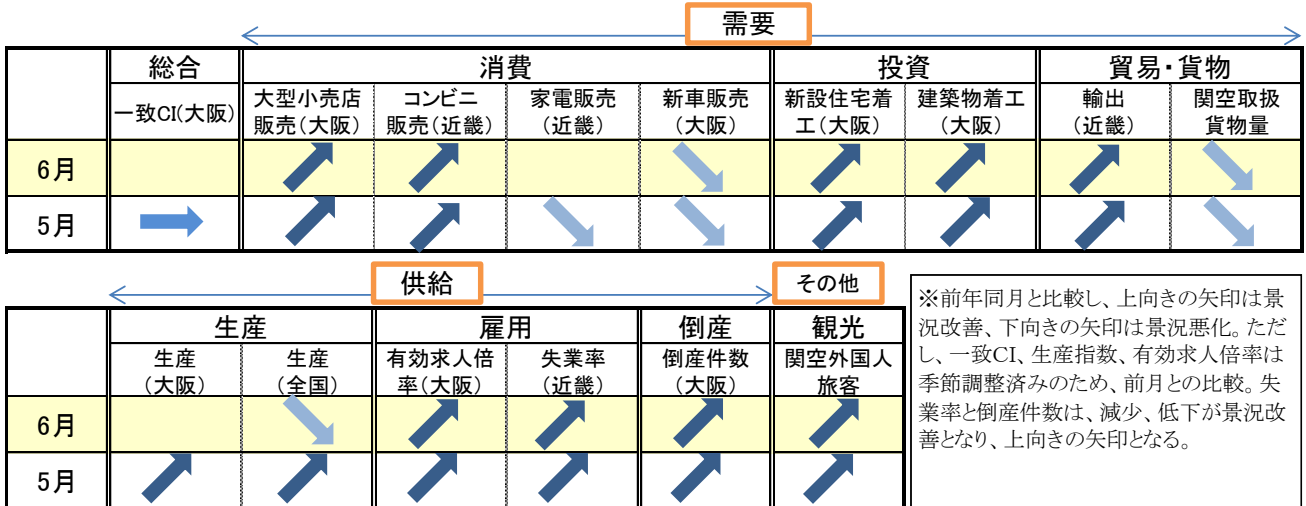 需要
総合 消費 投資 貿易・貨物
一致CI(大阪) 大型小売店 コンビニ 家電販売 新車販売 新設住宅着 建築物着工 輸出 関空取扱
販売(大阪) 販売(近畿) (近畿) (大阪) 工(大阪) (大阪) (近畿) 貨物量
6月
5月
供給 その他
生産 雇用 倒産 観光
生産 生産 有効求人倍 失業率 倒産件数 関空外国人
(大阪) (全国) 率(大阪) (近畿) (大阪) 旅客
6月
5月
※前年同月と比較し、上向きの矢印は景
況改善、下向きの矢印は景況悪化。ただ
し、一致CI、生産指数、有効求人倍率は
季節調整済みのため、前月との比較。失
業率と倒産件数は、減少、低下が景況改
善となり、上向きの矢印となる。